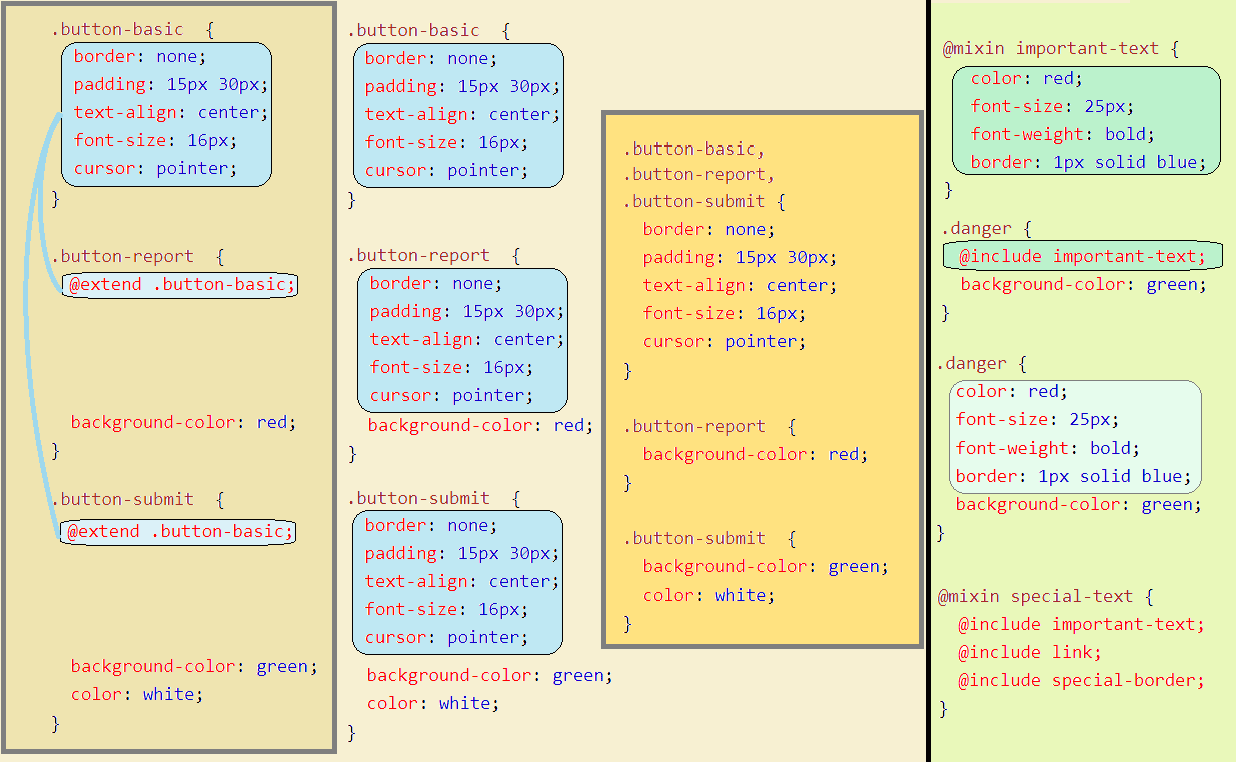 .button-basic  {
border: none;
padding: 15px 30px;
text-align: center;
font-size: 16px;
cursor: pointer;
}
.button-report  {
@extend .button-basic;
background-color: red;
}
.button-submit  {
@extend .button-basic;
background-color: green;
color: white;
}
.button-basic  {
border: none;
padding: 15px 30px;
text-align: center;
font-size: 16px;
cursor: pointer;
}
.button-report  {
border: none;
padding: 15px 30px;
text-align: center;
font-size: 16px;
cursor: pointer;
background-color: red;
}
.button-submit  {
border: none;
padding: 15px 30px;
text-align: center;
font-size: 16px;
cursor: pointer;
background-color: green;
color: white;
}
.button-basic,
.button-report,
.button-submit {
border: none;
padding: 15px 30px;
text-align: center;
font-size: 16px;
cursor: pointer;
}
.button-report  {
background-color: red;
}
.button-submit  {
background-color: green;
color: white;
}
@mixin important-text {
color: red;
font-size: 25px;
font-weight: bold;
border: 1px solid blue;
}
.danger {
@include important-text;
background-color: green;
}
.danger {
color: red;
font-size: 25px;
font-weight: bold;
border: 1px solid blue;
background-color: green;
}
@mixin special-text {
@include important-text;
@include link;
@include special-border;
}